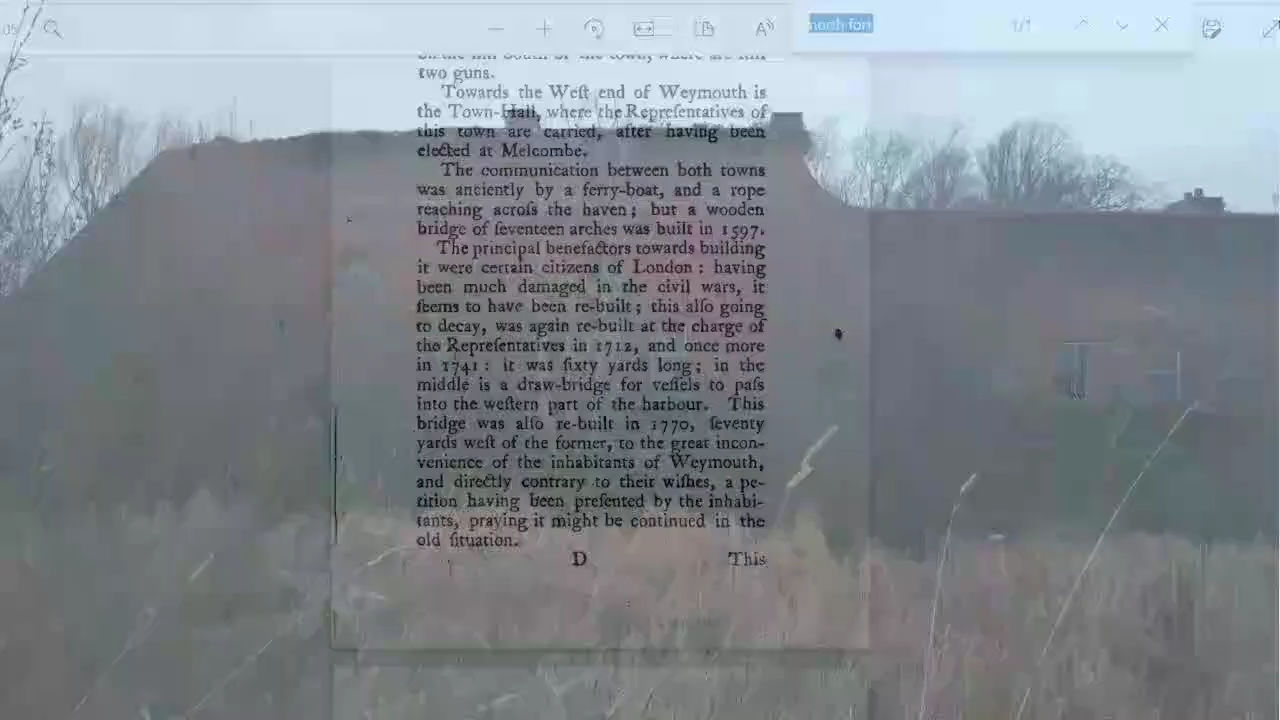 05
month fort
1/1
two guns.
Towards the Weſt end of Weymouth is
the Town-Hall, where the Repreſentatives of
this town are carried, after having been
elected at Melcombe.
The communication between both towns
was antiently by a ferry-boat, and a rope
reaching acroſs the haven; but a wooden
bridge of ſeventeen arches was built in 1597.
The principal benefactors towards building
it were certain citizens of London: having
been much damaged in the civil wars, it
ſeems to have been re-built; this alſo going
to decay, was again re-built at the charge of
the Repreſentatives in 1712, and once more
in 1741: it was ſixty yards long; in the
middle is a draw-bridge for veſſels to paſs
into the weſtern part of the harbour. This
bridge was alſo re-built in 1770, ſeventy
yards weſt of the former, to the great incon-
venience of the inhabitants of Weymouth,
and directly contrary to their wiſhes, a pe-
tition having been preſented by the inhabi-
tants, praying it might be continued in the
old ſituation.
D This